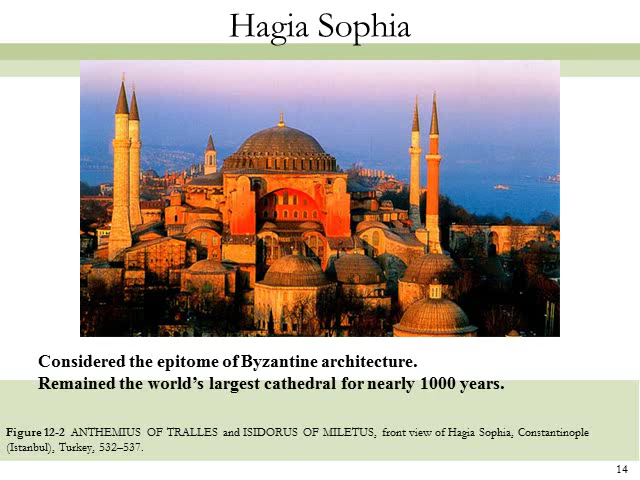 Hagia Sophia
Considered the epitome of Byzantine architecture.
Remained the world’s largest cathedral for nearly 1000 years.
Figure 12-2 ANTHEMIUS OF TRALLES and ISIDORUS OF MILETUS, front view of Hagia Sophia, Constantinople
(Istanbul), Turkey, 532–537.
14